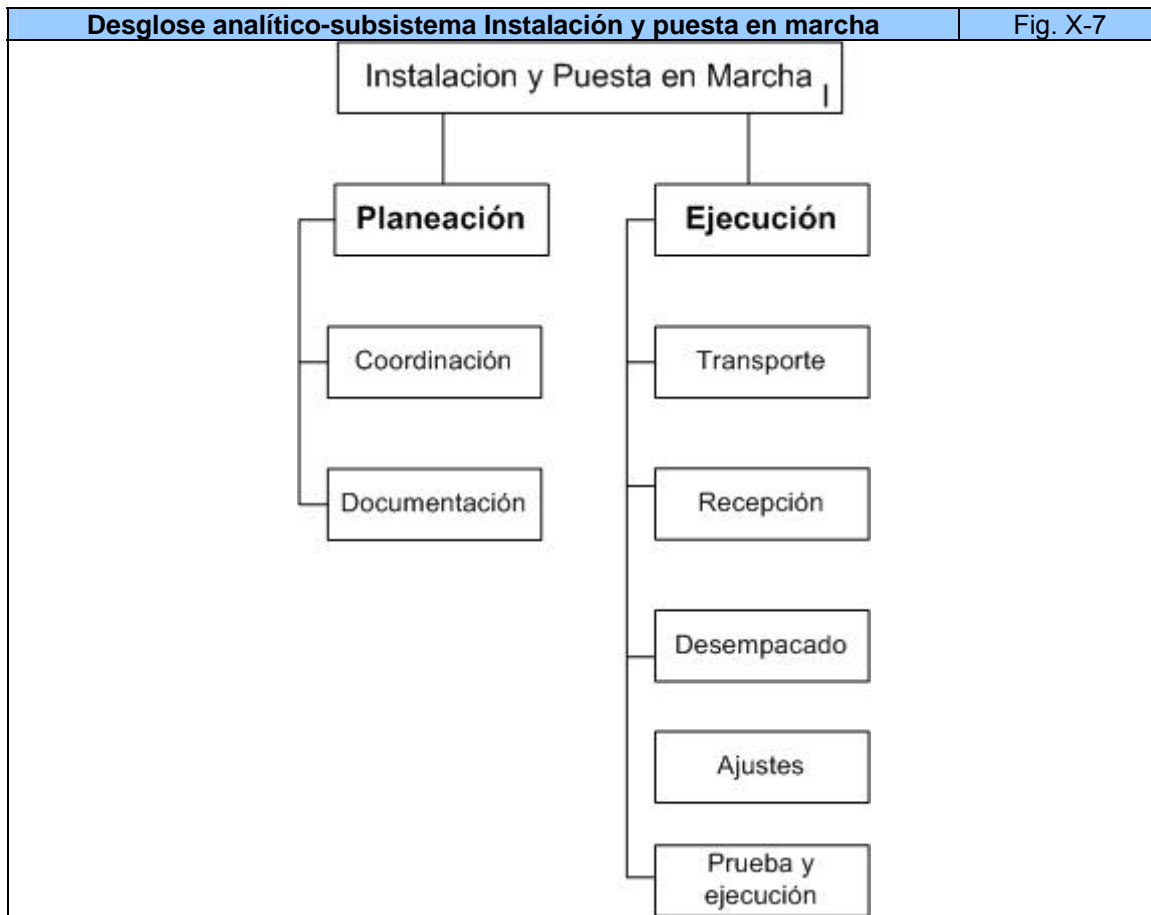 Desglose analítico-subsistema Instalación y puesta en marcha Fig. X-7
Instalacion y Puesta en Marcha I
Planeación
Coordinación
Documentación
Ejecución
Transporte
Recepción
Desempacado
Ajustes
Prueba y
ejecución